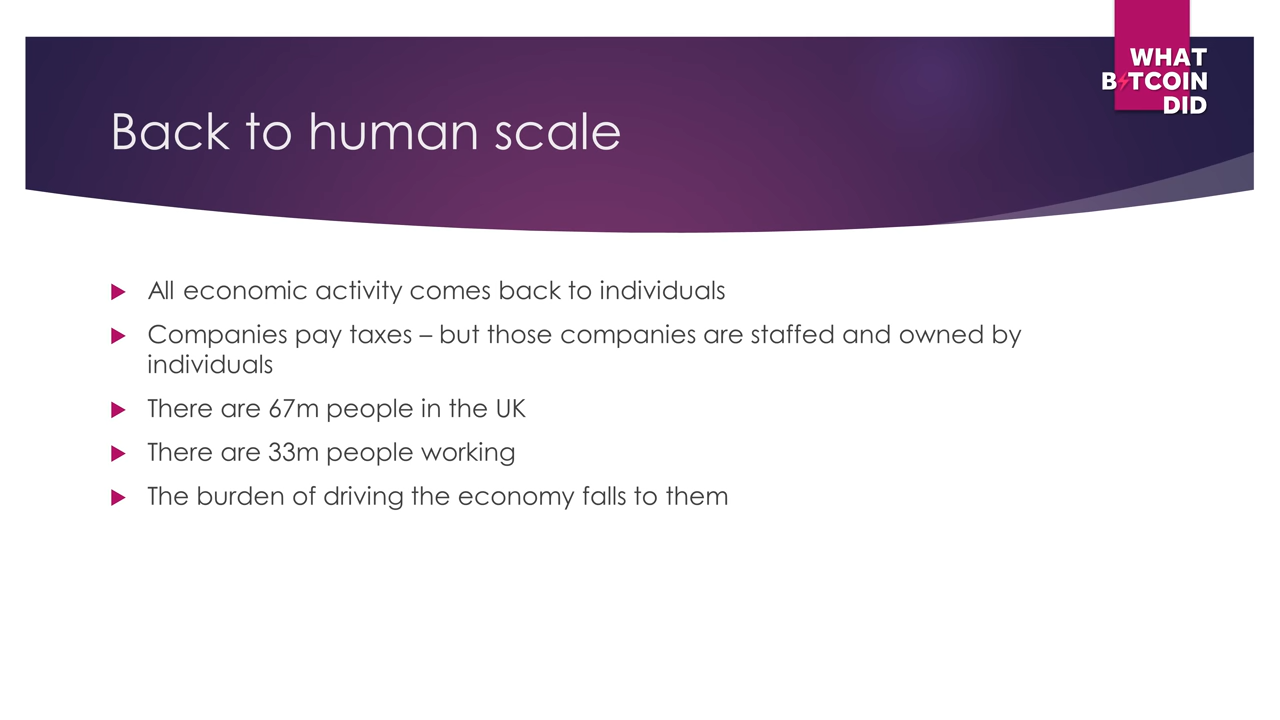 WHAT
BITCOIN
DID
Back to human scale
All economic activity comes back to individuals
Companies pay taxes – but those companies are staffed and owned by
individuals
There are 67m people in the UK
There are 33m people working
The burden of driving the economy falls to them